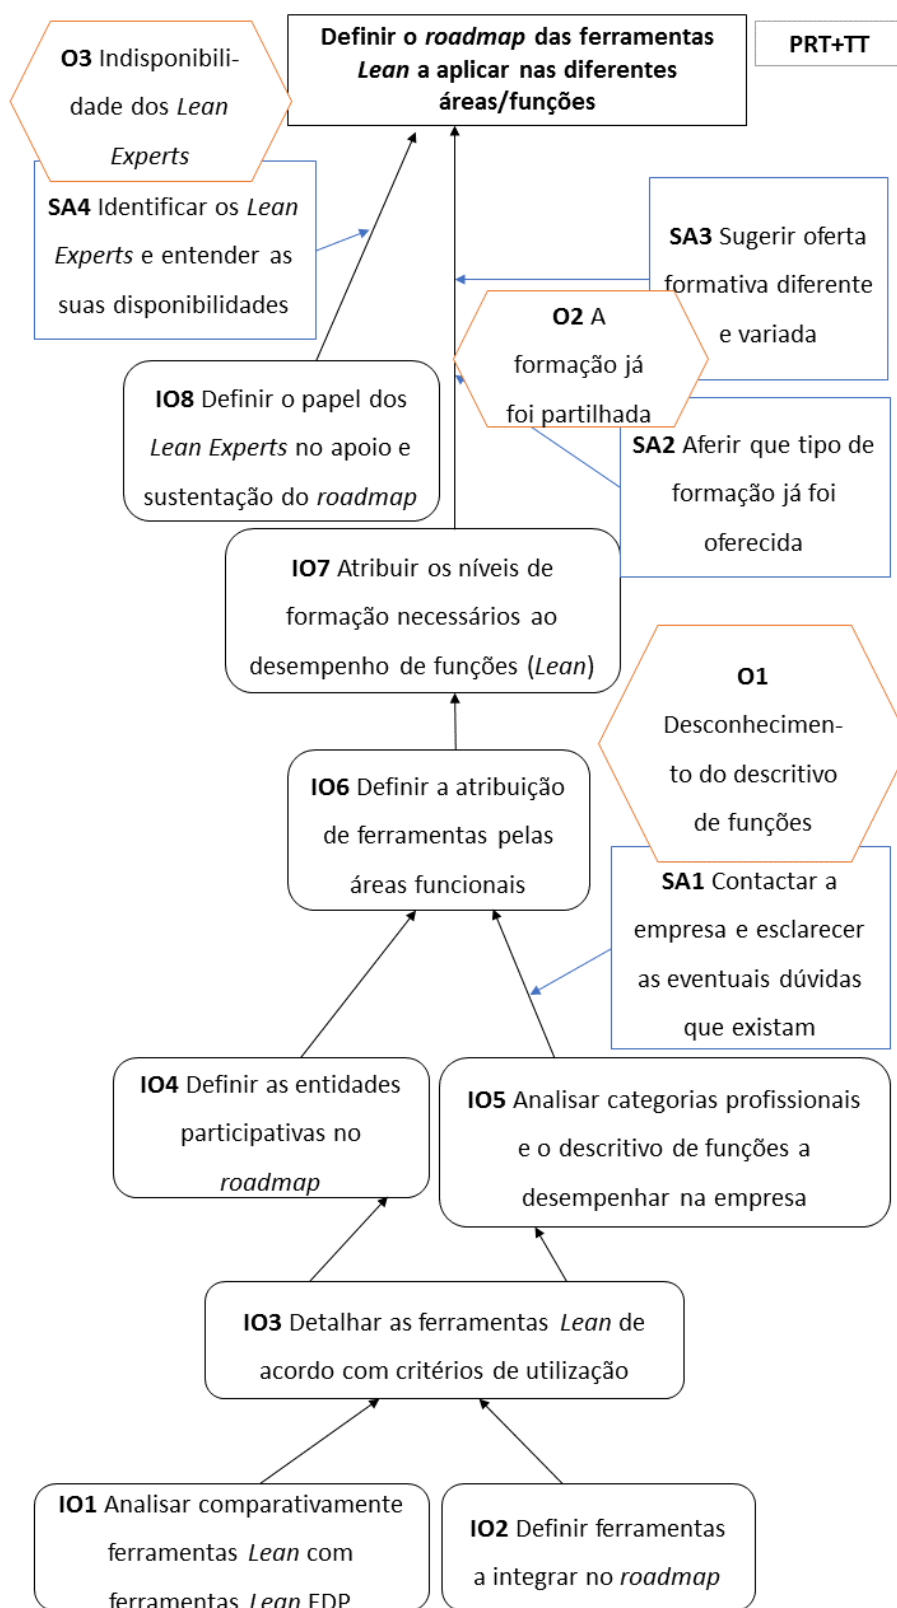 Definir o roadmap das ferramentas
Lean a aplicar nas diferentes
áreas/funções
PRT+TT
O3 Indisponibili-
dade dos Lean
Experts
SA4 Identificar os Lean
Experts e entender as
suas disponibilidades
SA3 Sugerir oferta
formativa diferente
e variada
O2 A
formação já
foi partilhada
IO8 Definir o papel dos
Lean Experts no apoio e
sustentação do roadmap
SA2 Aferir que tipo de
formação já foi
oferecida
IO7 Atribuir os níveis de
formação necessários ao
desempenho de funções (Lean)
O1
Desconhecimen-
to do descritivo
de funções
IO6 Definir a atribuição
de ferramentas pelas
áreas funcionais
SA1 Contactar a
empresa e esclarecer
as eventuais dúvidas
que existam
IO4 Definir as entidades
participativas no
roadmap
IO5 Analisar categorias profissionais
e o descritivo de funções a
desempenhar na empresa
IO3 Detalhar as ferramentas Lean de
acordo com critérios de utilização
IO1 Analisar comparativamente
ferramentas Lean com
ferramentas Lean EDP
IO2 Definir ferramentas
a integrar no roadmap